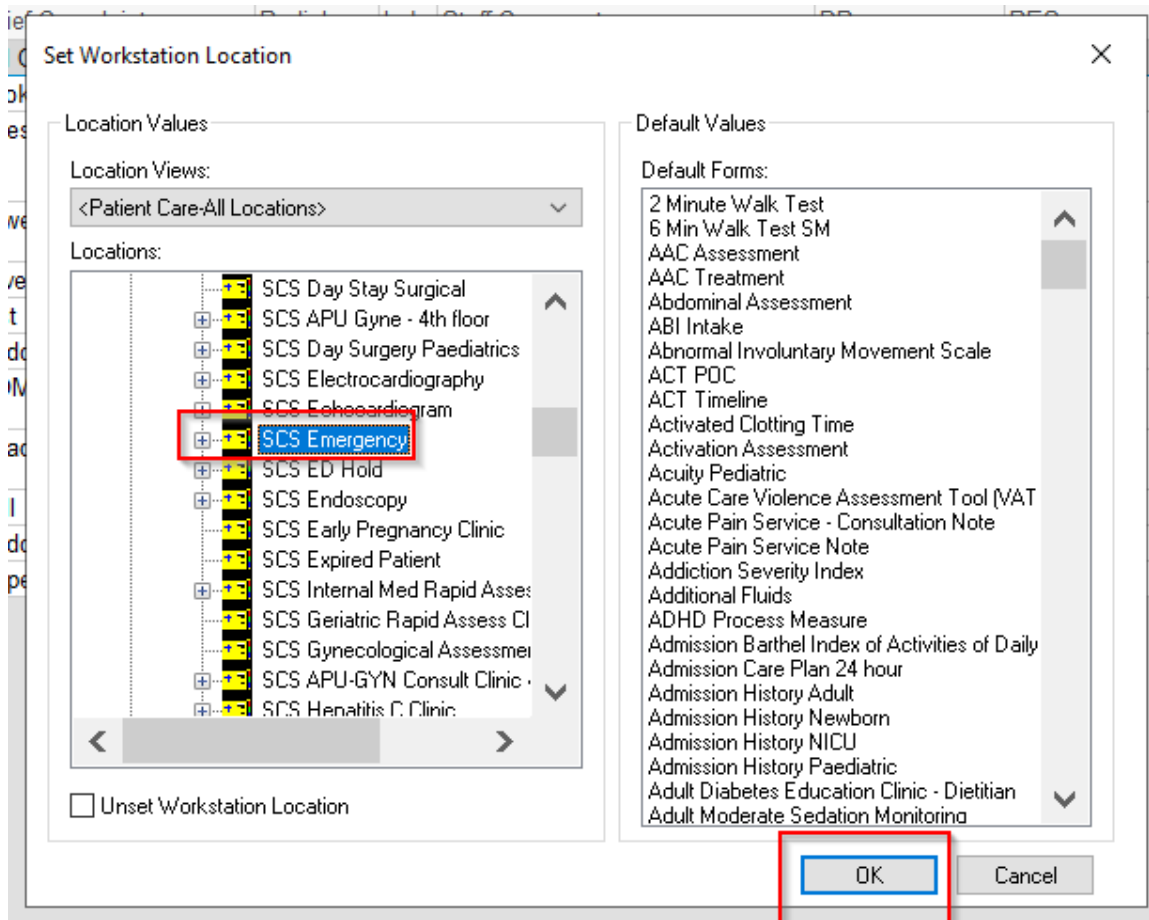 Set Workstation Location
Location Values
Location Views:
<Patient Care-All Locations>
Locations:
SCS Day Stay Surgical
SCS APU Gyne - 4th floor
SCS Day Surgery Paediatrics
SCS Electrocardiography
SCS Echocardiogram
SCS Emergency
SCS ED Hold
SCS Endoscopy
SCS Early Pregnancy Clinic
SCS Expired Patient
SCS Internal Med Rapid Asses
SCS Geriatric Rapid Assess Cl
SCS Gynecological Assessmer
SCS APU-GYN Consult Clinic -
SCS Hepatitis C Clinic
Unset Workstation Location
Default Values
Default Forms:
2 Minute Walk Test
6 Min Walk Test SM
AAC Assessment
AAC Treatment
Abdominal Assessment
ABI Intake
Abnormal Involuntary Movement Scale
ACT POC
ACT Timeline
Activated Clotting Time
Activation Assessment
Acuity Pediatric
Acute Care Violence Assessment Tool (VAT
Acute Pain Service - Consultation Note
Acute Pain Service Note
Addiction Severity Index
Additional Fluids
ADHD Process Measure
Admission Barthel Index of Activities of Daily
Admission Care Plan 24 hour
Admission History Adult
Admission History Newborn
Admission History NICU
Admission History Paediatric
Adult Diabetes Education Clinic - Dietitian
Adult Moderate Sedation Monitoring
OK
Cancel